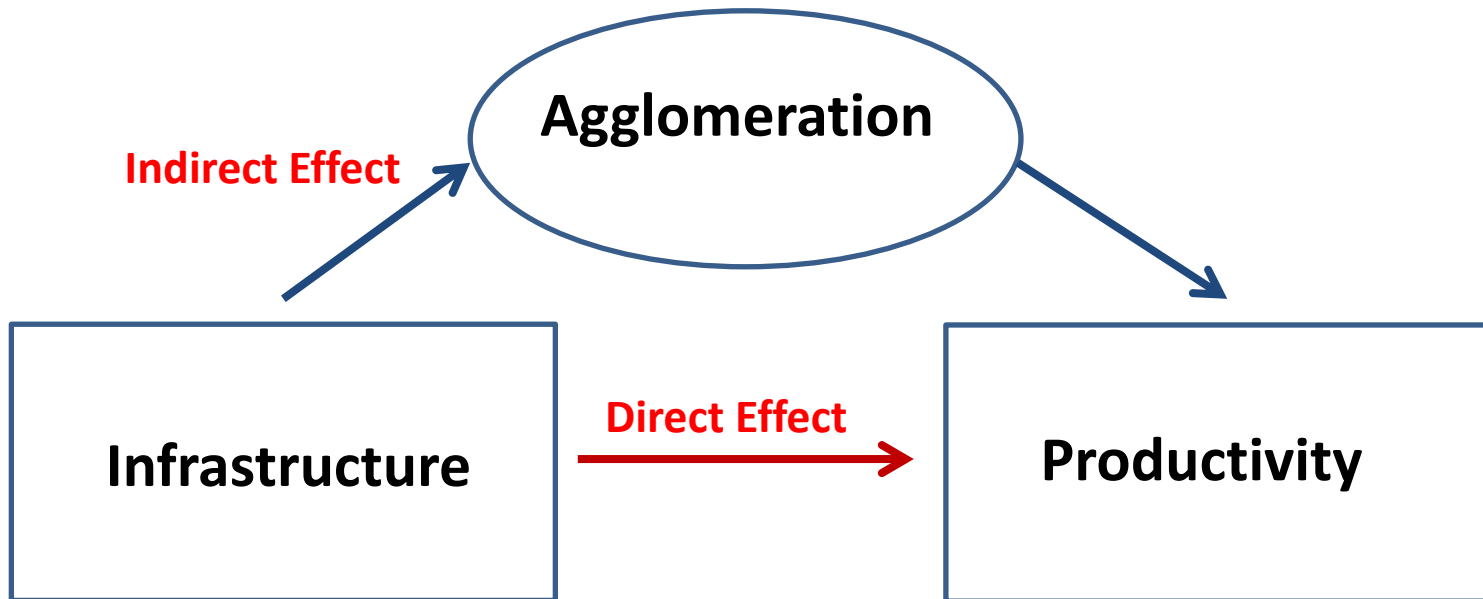 Agglomeration
Indirect Effect
Direct Effect
Infrastructure
Productivity